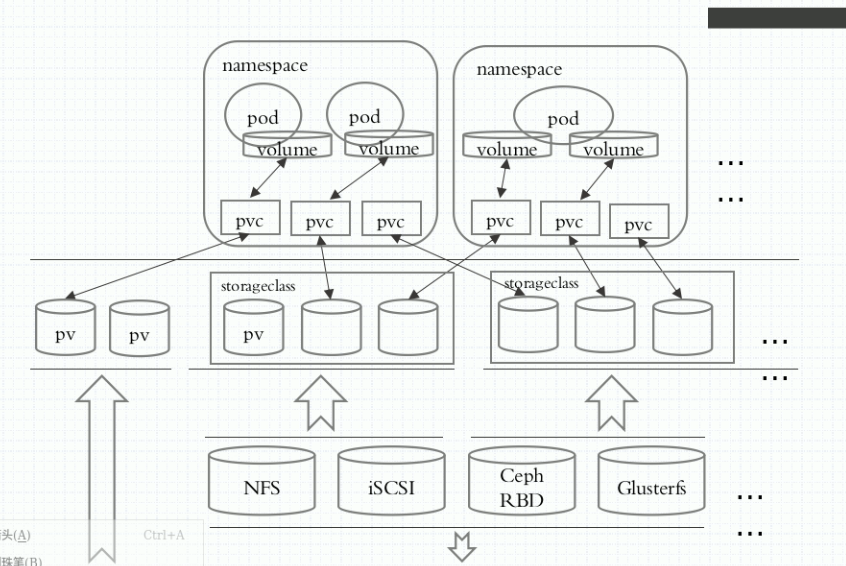 namespace
namespace
pod
pod
pod
volume
volume
volume
volume
...
...
pvc
pvc
pvc
pvc
pvc
pvc
storageclass
storageclass
pv
pv
pv
...
...
NFS
iSCSI
Ceph
RBD
Glusterfs
...
...
头(A)
Ctrl+A
珠笔(B)